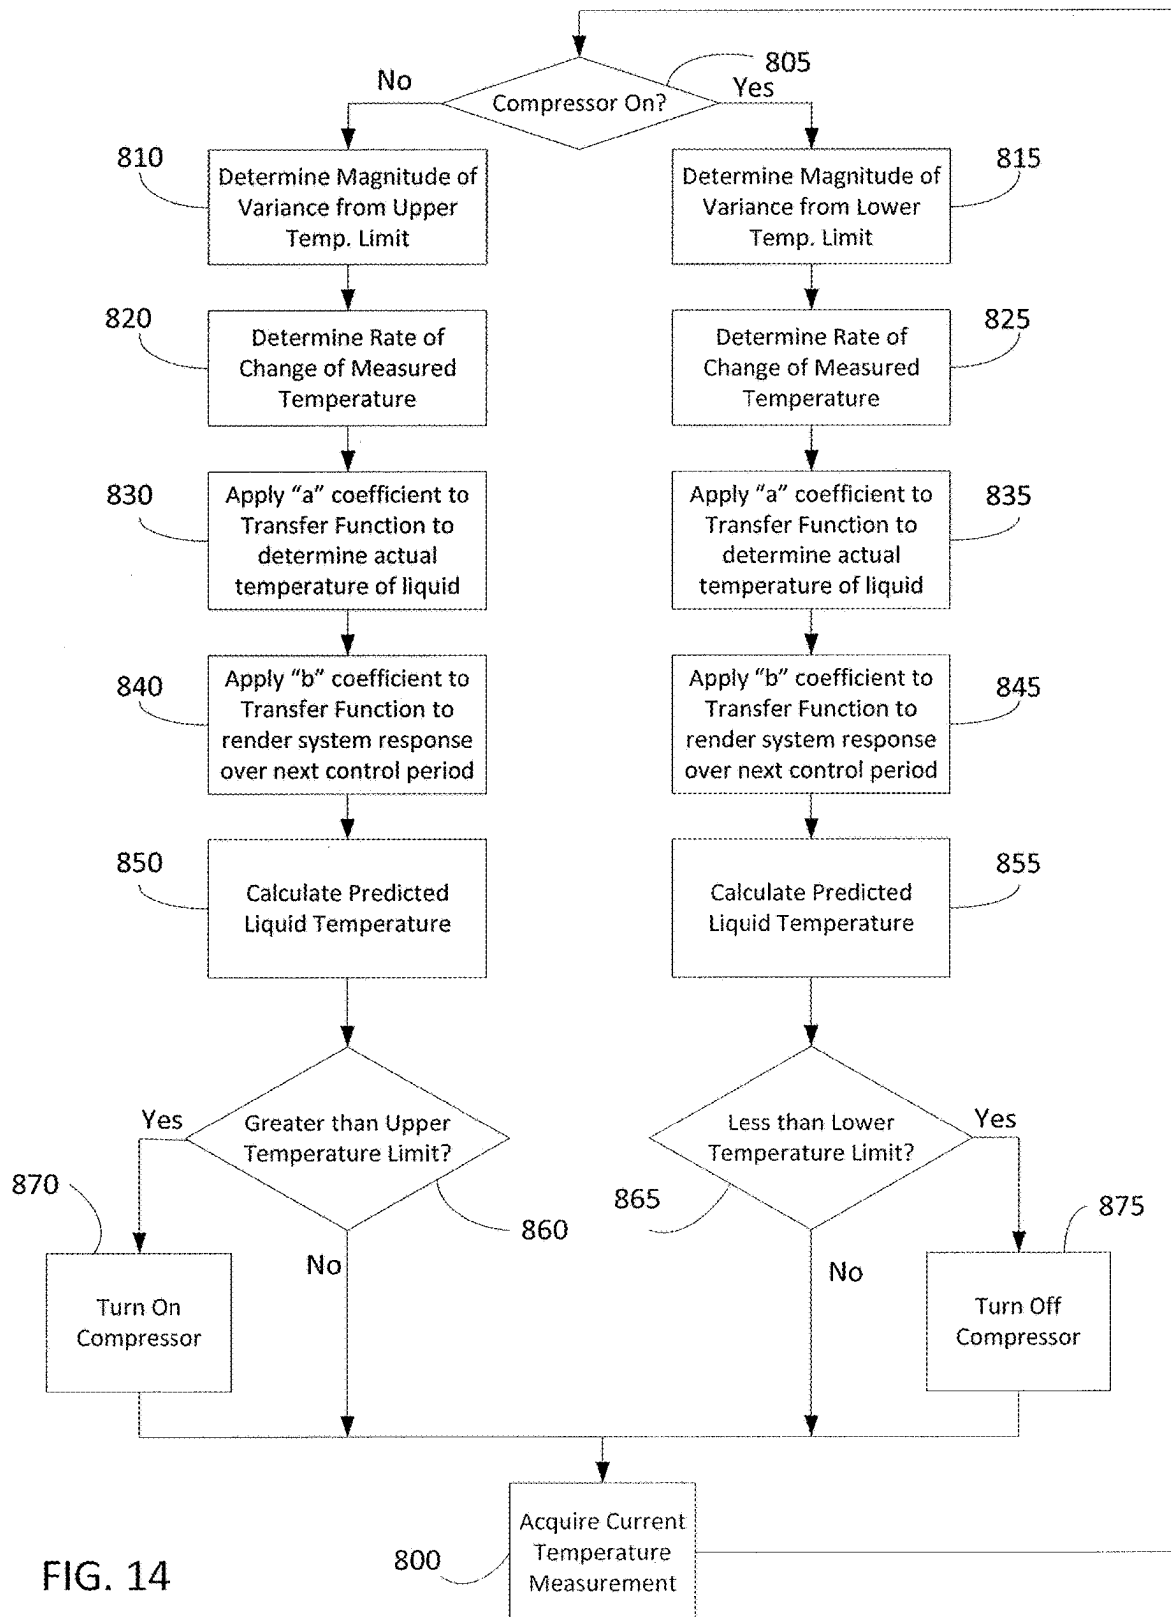 805
No
Yes
Compressor On?
810
815
Determine Magnitude of
Variance from Upper
Temp. Limit
Determine Magnitude of
Variance from Lower
Temp. Limit
820
825
Determine Rate of
Change of Measured
Temperature
Determine Rate of
Change of Measured
Temperature
830
835
Apply “a” coefficient to
Transfer Function to
determine actual
temperature of liquid
Apply “a” coefficient to
Transfer Function to
determine actual
temperature of liquid
840
845
Apply “b” coefficient to
Transfer Function to
render system response
over next control period
Apply “b” coefficient to
Transfer Function to
render system response
over next control period
850
855
Calculate Predicted
Liquid Temperature
Calculate Predicted
Liquid Temperature
Yes
Greater than Upper
Temperature Limit?
Less than Lower
Temperature Limit?
Yes
870
860
865
875
No
No
Turn On
Compressor
Turn Off
Compressor
Acquire Current
Temperature
Measurement
800
FIG. 14